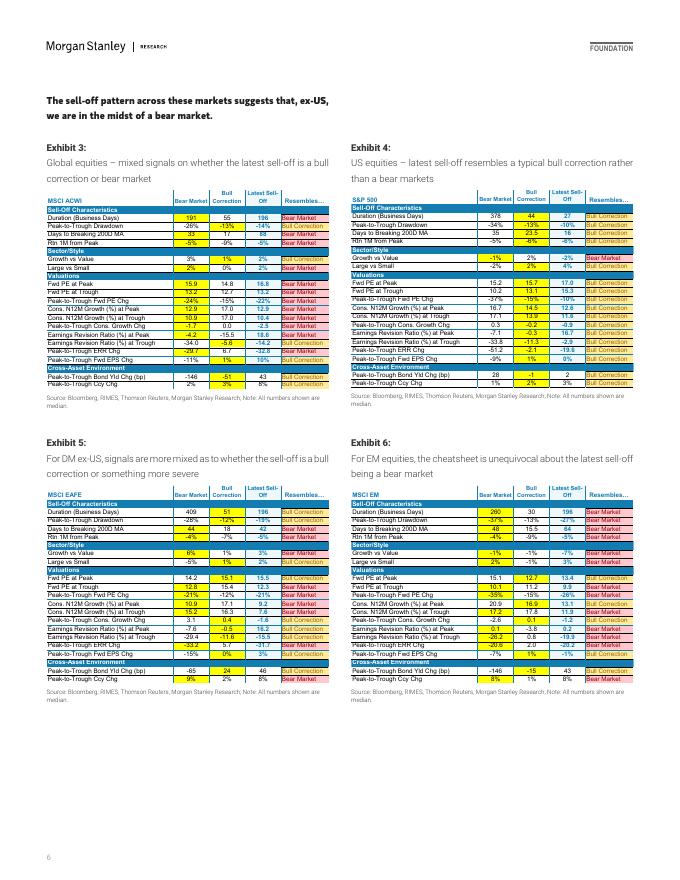 Morgan Stanley | RESEARCH
FOUNDATION
The sell-off pattern across these markets suggests that, ex-US,
we are in the midst of a bear market.
Exhibit 3:
Global equities – mixed signals on whether the latest sell-off is a bull
correction or bear market
MSCI ACWI Bear Market Bull Correction Latest Sell-Off Resembles...
Sell-Off Characteristics
Duration (Business Days) 191 55 196 Bear Market
Peak-to-Trough Drawdown -26% -13% -14% Bull Correction
Days to Breaking 200D MA 33 17 88 Bear Market
Rtn 1M from Peak -5% -9% -5% Bear Market
Sector/Style
Growth vs Value 3% 1% 2% Bull Correction
Large vs Small 2% 0% 2% Bear Market
Valuations
Fwd PE at Peak 15.9 14.8 16.8 Bear Market
Fwd PE at Trough 13.2 12.7 13.2 Bear Market
Peak-to-Trough Fwd PE Chg -24% -15% -22% Bear Market
Cons. N12M Growth (%) at Peak 12.9 17.0 12.9 Bear Market
Cons. N12M Growth (%) at Trough 10.9 17.0 10.4 Bear Market
Peak-to-Trough Cons. Growth Chg -1.7 0.0 -2.5 Bear Market
Earnings Revision Ratio (%) at Peak -4.2 -15.5 18.6 Bear Market
Earnings Revision Ratio (%) at Trough -34.0 -5.6 -14.2 Bull Correction
Peak-to-Trough ERR Chg -29.7 6.7 -32.8 Bear Market
Peak-to-Trough Fwd EPS Chg -11% 1% 10% Bull Correction
Cross-Asset Environment
Peak-to-Trough Bond Yld Chg (bp) -146 -51 43 Bull Correction
Peak-to-Trough Ccy Chg 2% 3% 8% Bull Correction
Source: Bloomberg, RIMES, Thomson Reuters, Morgan Stanley Research; Note: All numbers shown are
median.
Exhibit 4:
US equities – latest sell-off resembles a typical bull correction rather
than a bear markets
S&P 500 Bear Market Bull Correction Latest Sell-Off Resembles...
Sell-Off Characteristics
Duration (Business Days) 378 44 27 Bull Correction
Peak-to-Trough Drawdown -34% -13% -10% Bull Correction
Days to Breaking 200D MA 35 23.5 16 Bull Correction
Rtn 1M from Peak -5% -6% -6% Bull Correction
Sector/Style
Growth vs Value -1% 2% -2% Bear Market
Large vs Small -2% 2% 4% Bull Correction
Valuations
Fwd PE at Peak 15.2 15.7 17.0 Bull Correction
Fwd PE at Trough 10.2 13.1 15.3 Bull Correction
Peak-to-Trough Fwd PE Chg -37% -15% -10% Bull Correction
Cons. N12M Growth (%) at Peak 16.7 14.5 12.6 Bull Correction
Cons. N12M Growth (%) at Trough 17.1 13.9 11.6 Bull Correction
Peak-to-Trough Cons. Growth Chg 0.3 -0.2 -0.9 Bull Correction
Earnings Revision Ratio (%) at Peak -7.1 -0.3 16.7 Bull Correction
Earnings Revision Ratio (%) at Trough -33.8 -11.3 -2.9 Bull Correction
Peak-to-Trough ERR Chg -51.2 -2.1 -19.6 Bull Correction
Peak-to-Trough Fwd EPS Chg -9% 1% 0% Bull Correction
Cross-Asset Environment
Peak-to-Trough Bond Yld Chg (bp) 28 -1 2 Bull Correction
Peak-to-Trough Ccy Chg 1% 2% 3% Bull Correction
Source: Bloomberg, RIMES, Thomson Reuters, Morgan Stanley Research; Note: All numbers shown are
median.
Exhibit 5:
For DM ex-US, signals are more mixed as to whether the sell-off is a bull
correction or something more severe
MSCI EAFE Bear Market Bull Correction Latest Sell-Off Resembles...
Sell-Off Characteristics
Duration (Business Days) 409 51 196 Bull Correction
Peak-to-Trough Drawdown -28% -12% -19% Bull Correction
Days to Breaking 200D MA 44 18 42 Bear Market
Rtn 1M from Peak -4% -7% -5% Bear Market
Sector/Style
Growth vs Value 6% 1% 3% Bear Market
Large vs Small -5% 1% 2% Bull Correction
Valuations
Fwd PE at Peak 14.2 15.1 15.5 Bull Correction
Fwd PE at Trough 12.8 15.4 12.3 Bear Market
Peak-to-Trough Fwd PE Chg -21% -12% -21% Bear Market
Cons. N12M Growth (%) at Peak 10.9 17.1 9.2 Bear Market
Cons. N12M Growth (%) at Trough 15.2 16.3 7.6 Bear Market
Peak-to-Trough Cons. Growth Chg 3.1 0.4 -1.6 Bull Correction
Earnings Revision Ratio (%) at Peak -7.6 -0.5 16.2 Bull Correction
Earnings Revision Ratio (%) at Trough -29.4 -11.6 -15.5 Bull Correction
Peak-to-Trough ERR Chg -33.2 5.7 -31.7 Bear Market
Peak-to-Trough Fwd EPS Chg -15% 0% 3% Bull Correction
Cross-Asset Environment
Peak-to-Trough Bond Yld Chg (bp) -65 24 46 Bull Correction
Peak-to-Trough Ccy Chg 9% 2% 8% Bear Market
Source: Bloomberg, RIMES, Thomson Reuters, Morgan Stanley Research; Note: All numbers shown are
median.
Exhibit 6:
For EM equities, the cheatsheet is unequivocal about the latest sell-off
being a bear market
MSCI EM Bear Market Bull Correction Latest Sell-Off Resembles...
Sell-Off Characteristics
Duration (Business Days) 260 30 196 Bear Market
Peak-to-Trough Drawdown -37% -13% -27% Bear Market
Days to Breaking 200D MA 48 15.5 64 Bear Market
Rtn 1M from Peak -4% -9% -5% Bear Market
Sector/Style
Growth vs Value -1% -1% -7% Bear Market
Large vs Small 2% -1% 3% Bear Market
Valuations
Fwd PE at Peak 15.1 12.7 13.4 Bull Correction
Fwd PE at Trough 10.1 11.2 9.9 Bear Market
Peak-to-Trough Fwd PE Chg -35% -15% -26% Bear Market
Cons. N12M Growth (%) at Peak 20.9 16.9 13.1 Bull Correction
Cons. N12M Growth (%) at Trough 17.2 17.8 11.9 Bear Market
Peak-to-Trough Cons. Growth Chg -2.6 0.1 -1.2 Bull Correction
Earnings Revision Ratio (%) at Peak 0.1 -3.8 0.2 Bear Market
Earnings Revision Ratio (%) at Trough -26.2 0.8 -19.9 Bear Market
Peak-to-Trough ERR Chg -20.6 2.0 -20.2 Bear Market
Peak-to-Trough Fwd EPS Chg -7% 1% -1% Bull Correction
Cross-Asset Environment
Peak-to-Trough Bond Yld Chg (bp) -146 -15 43 Bull Correction
Peak-to-Trough Ccy Chg 8% 1% 8% Bear Market
Source: Bloomberg, RIMES, Thomson Reuters, Morgan Stanley Research; Note: All numbers shown are
median.
6